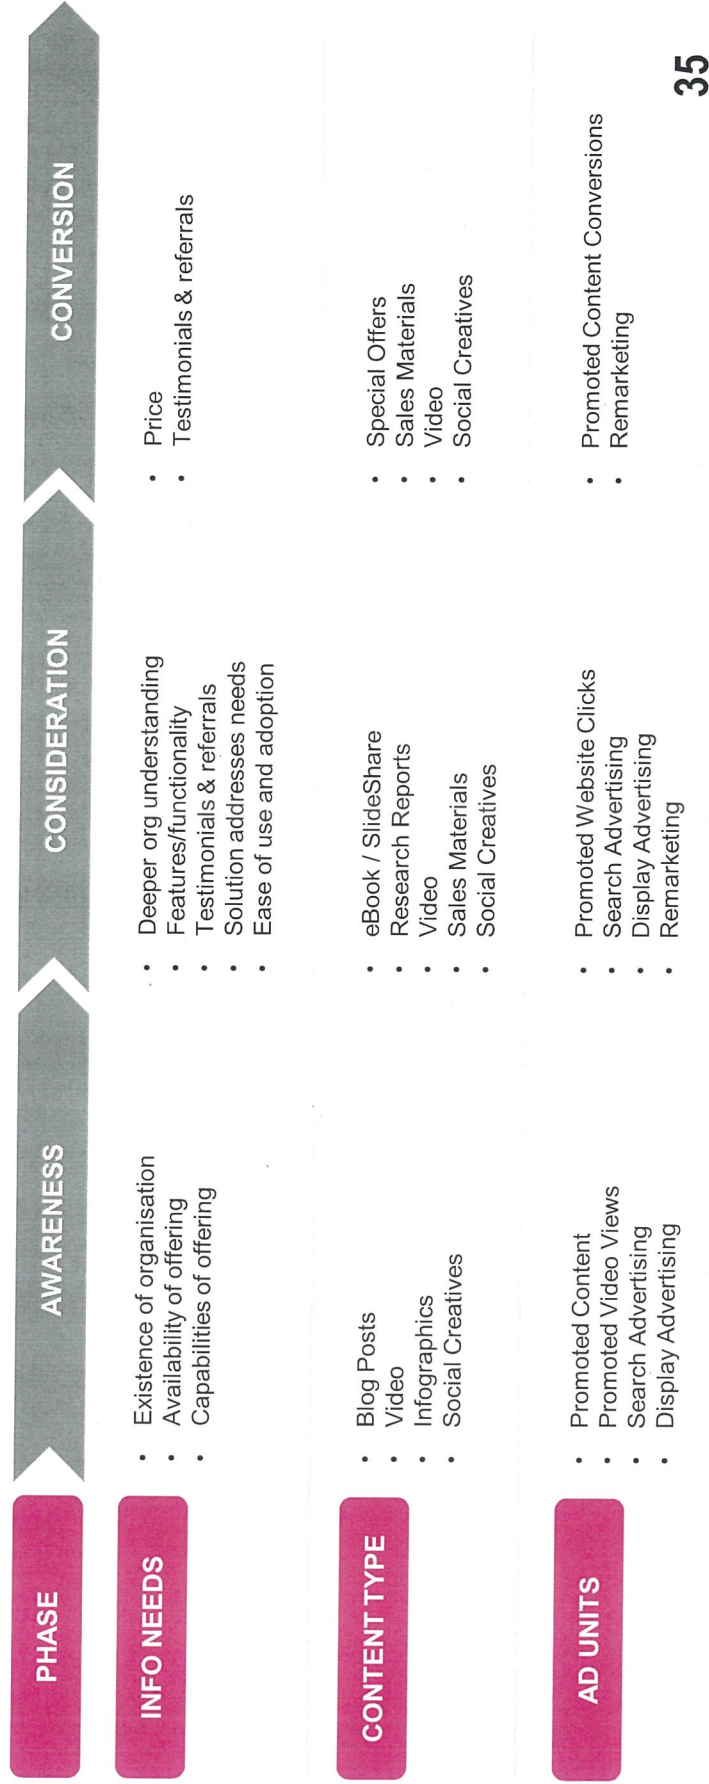 PHASE
AWARENESS
CONSIDERATION
CONVERSION
INFO NEEDS
• Existence of organisation
• Availability of offering
• Capabilities of offering
• Deeper org understanding
• Features/functionality
• Testimonials & referrals
• Solution addresses needs
• Ease of use and adoption
• Price
• Testimonials & referrals
CONTENT TYPE
• Blog Posts
• Video
• Infographics
• Social Creatives
• eBook / SlideShare
• Research Reports
• Video
• Sales Materials
• Social Creatives
• Special Offers
• Sales Materials
• Video
• Social Creatives
AD UNITS
• Promoted Content
• Promoted Video Views
• Search Advertising
• Display Advertising
• Promoted Website Clicks
• Search Advertising
• Display Advertising
• Remarketing
• Promoted Content Conversions
• Remarketing
35